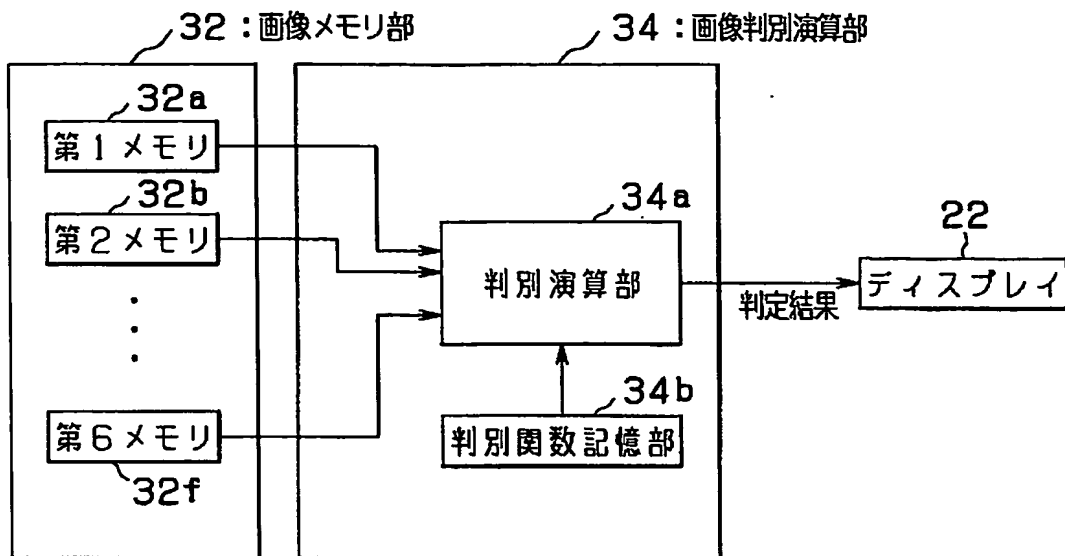 32：画像メモリ部
34：画像判別演算部
32a
第1メモリ
32b
第2メモリ
34a
判別演算部
22
ディスプレイ
判定結果
34b
判別関数記憶部
第6メモリ
32f